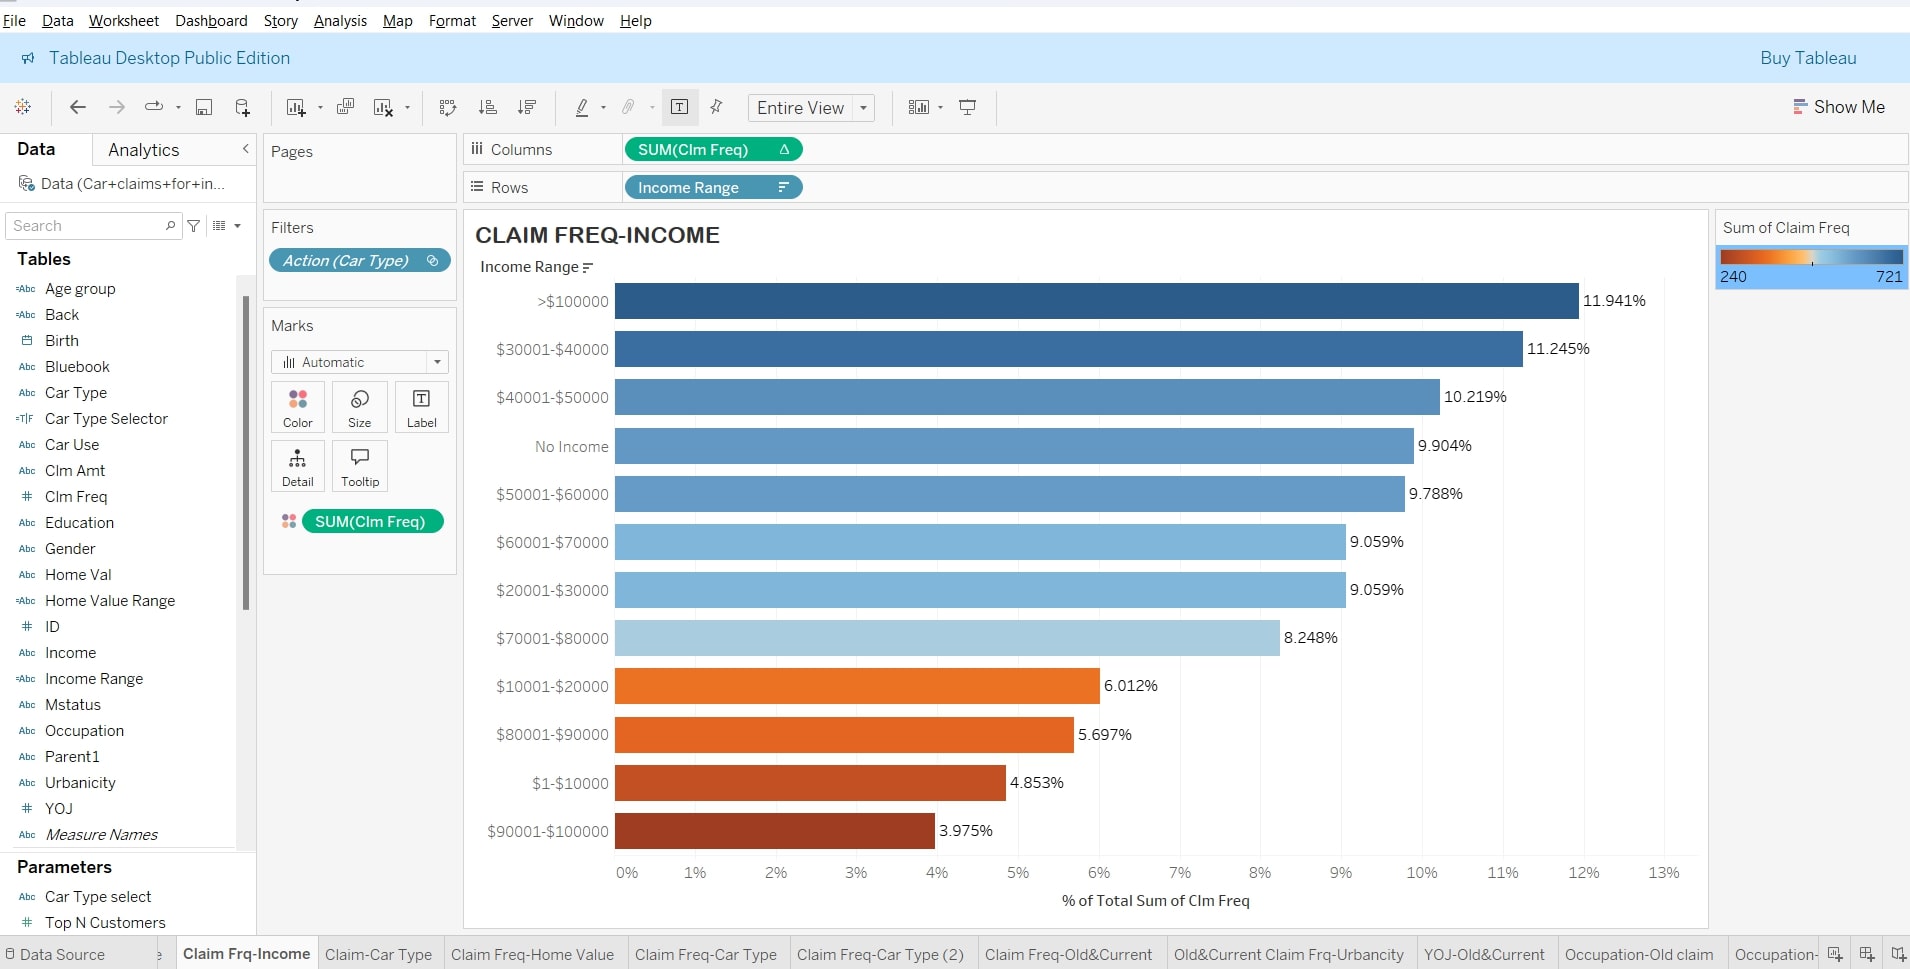 File Data Worksheet Dashboard Story Analysis Map Format Server Window Help
Tableau Desktop Public Edition Buy Tableau
Entire View Show Me
Data Analytics
Data (Car+claims+for+in...
Search
Tables
=Abc Age group
=Abc Back
Birth
Abc Bluebook
Abc Car Type
=T|F Car Type Selector
Abc Car Use
Abc Clm Amt
# Clm Freq
Abc Education
Abc Gender
Abc Home Val
=Abc Home Value Range
# ID
Abc Income
=Abc Income Range
Abc Mstatus
Abc Occupation
Abc Parent1
Abc Urbanicity
# YOJ
Abc Measure Names
Parameters
Abc Car Type select
# Top N Customers
Pages
Filters
Action (Car Type)
Marks
Automatic
Color Size Label
Detail Tooltip
SUM(Clm Freq)
Columns SUM(Clm Freq) Δ
Rows Income Range
CLAIM FREQ-INCOME
Income Range
>$100000 11.941%
$30001-$40000 11.245%
$40001-$50000 10.219%
No Income 9.904%
$50001-$60000 9.788%
$60001-$70000 9.059%
$20001-$30000 9.059%
$70001-$80000 8.248%
$10001-$20000 6.012%
$80001-$90000 5.697%
$1-$10000 4.853%
$90001-$100000 3.975%
0% 1% 2% 3% 4% 5% 6% 7% 8% 9% 10% 11% 12% 13%
% of Total Sum of Clm Freq
Sum of Claim Freq
240 721
Data Source Claim Frq-Income Claim-Car Type Claim Freq-Home Value Claim Freq-Car Type Claim Freq-Car Type (2) Claim Freq-Old&Current Old&Current Claim Frq-Urbancity YOJ-Old&Current Occupation-Old claim Occupation-